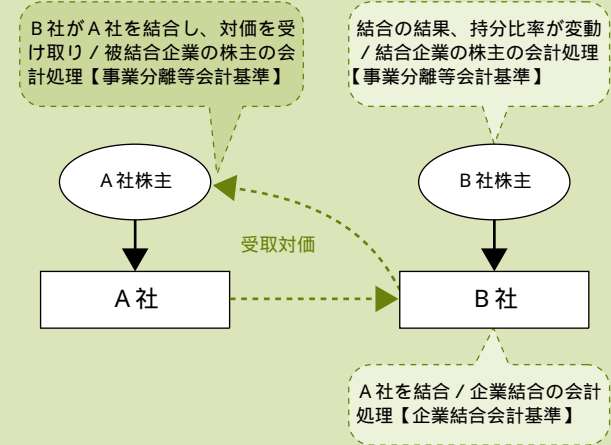 B社がA社を結合し、対価を受
け取り / 被結合企業の株主の会
計処理【事業分離等会計基準】
結合の結果、持分比率が変動
/ 結合企業の株主の会計処理
【事業分離等会計基準】
A社株主
B社株主
受取対価
A社
B社
A社を結合 / 企業結合の会計
処理【企業結合会計基準】